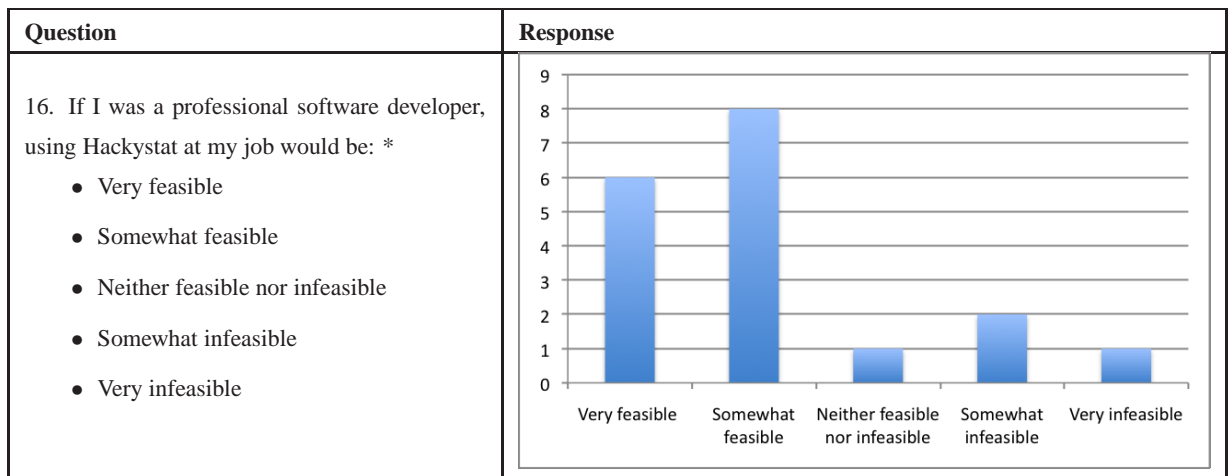 Question
Response
16. If I was a professional software developer,
using Hackystat at my job would be: *
• Very feasible
• Somewhat feasible
• Neither feasible nor infeasible
• Somewhat infeasible
• Very infeasible
9
8
7
6
5
4
3
2
1
0
Very feasible
Somewhat
feasible
Neither feasible
nor infeasible
Somewhat
infeasible
Very infeasible